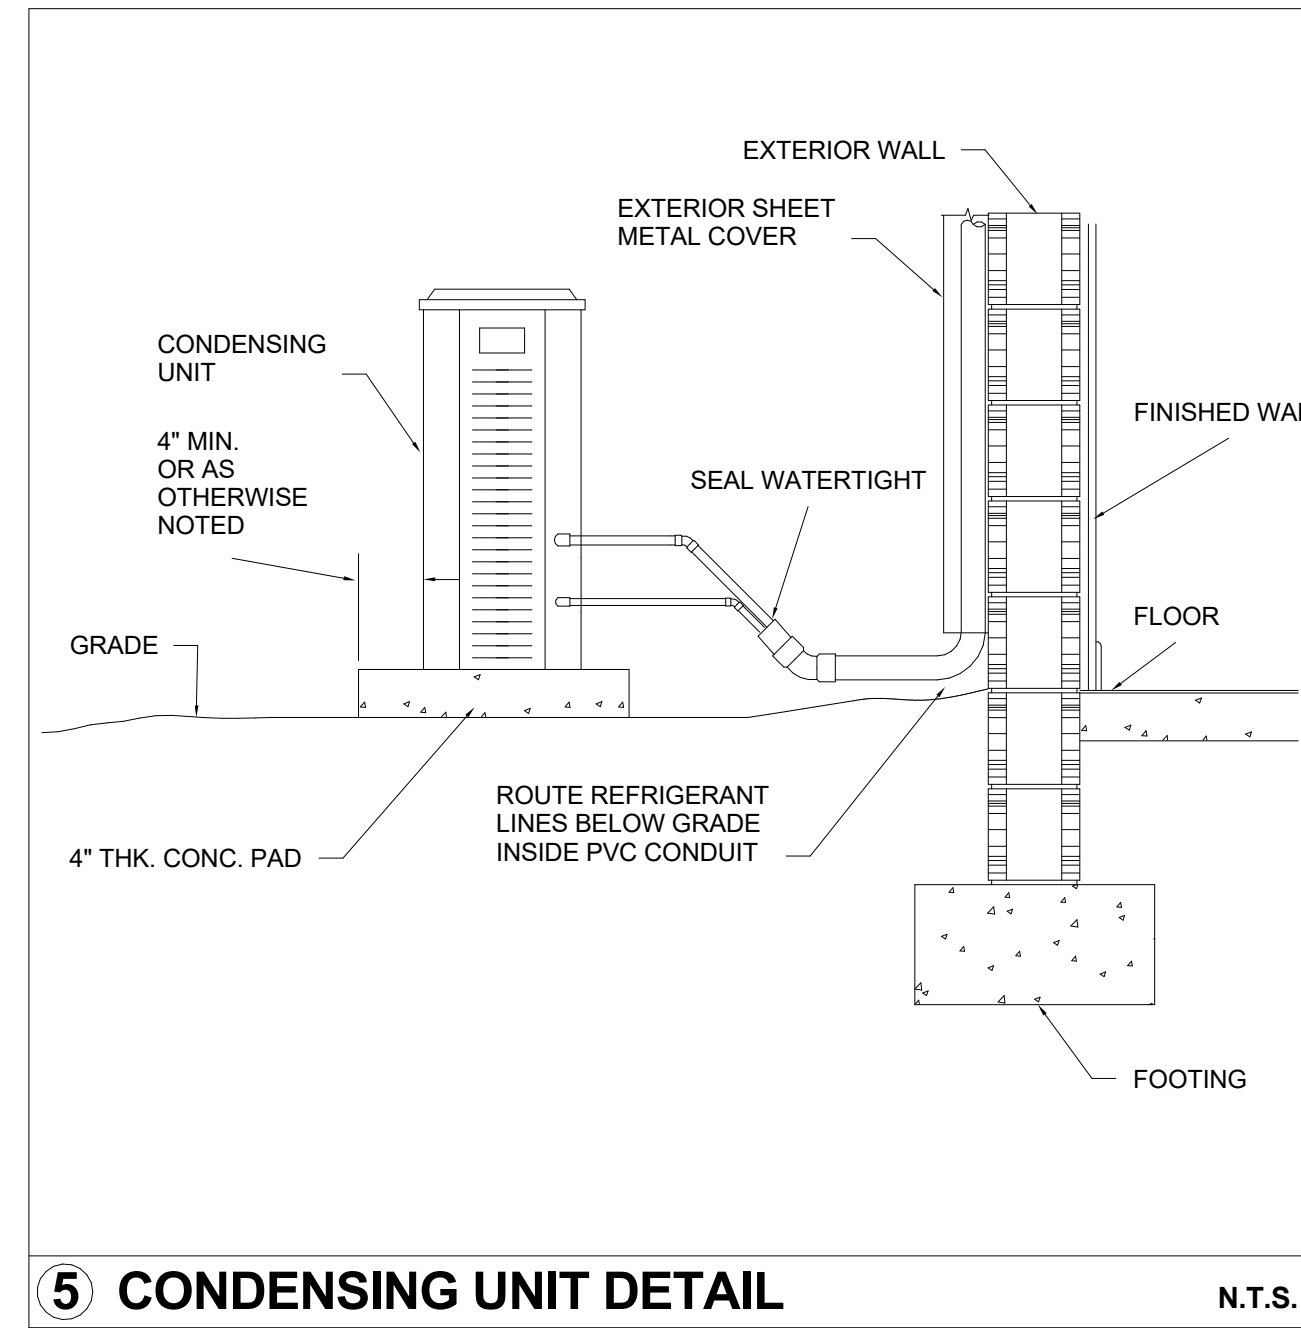 EXTERIOR WALL
EXTERIOR SHEET
METAL COVER
CONDENSING
UNIT
4" MIN.
OR AS
OTHERWISE
NOTED
FINISHED
SEAL WATERTIGHT
GRADE
FLOOR
ROUTE REFRIGERANT
LINES BELOW GRADE
INSIDE PVC CONDUIT
4" THK. CONC. PAD
FOOTING
5 CONDENSING UNIT DETAIL
N.T.S.